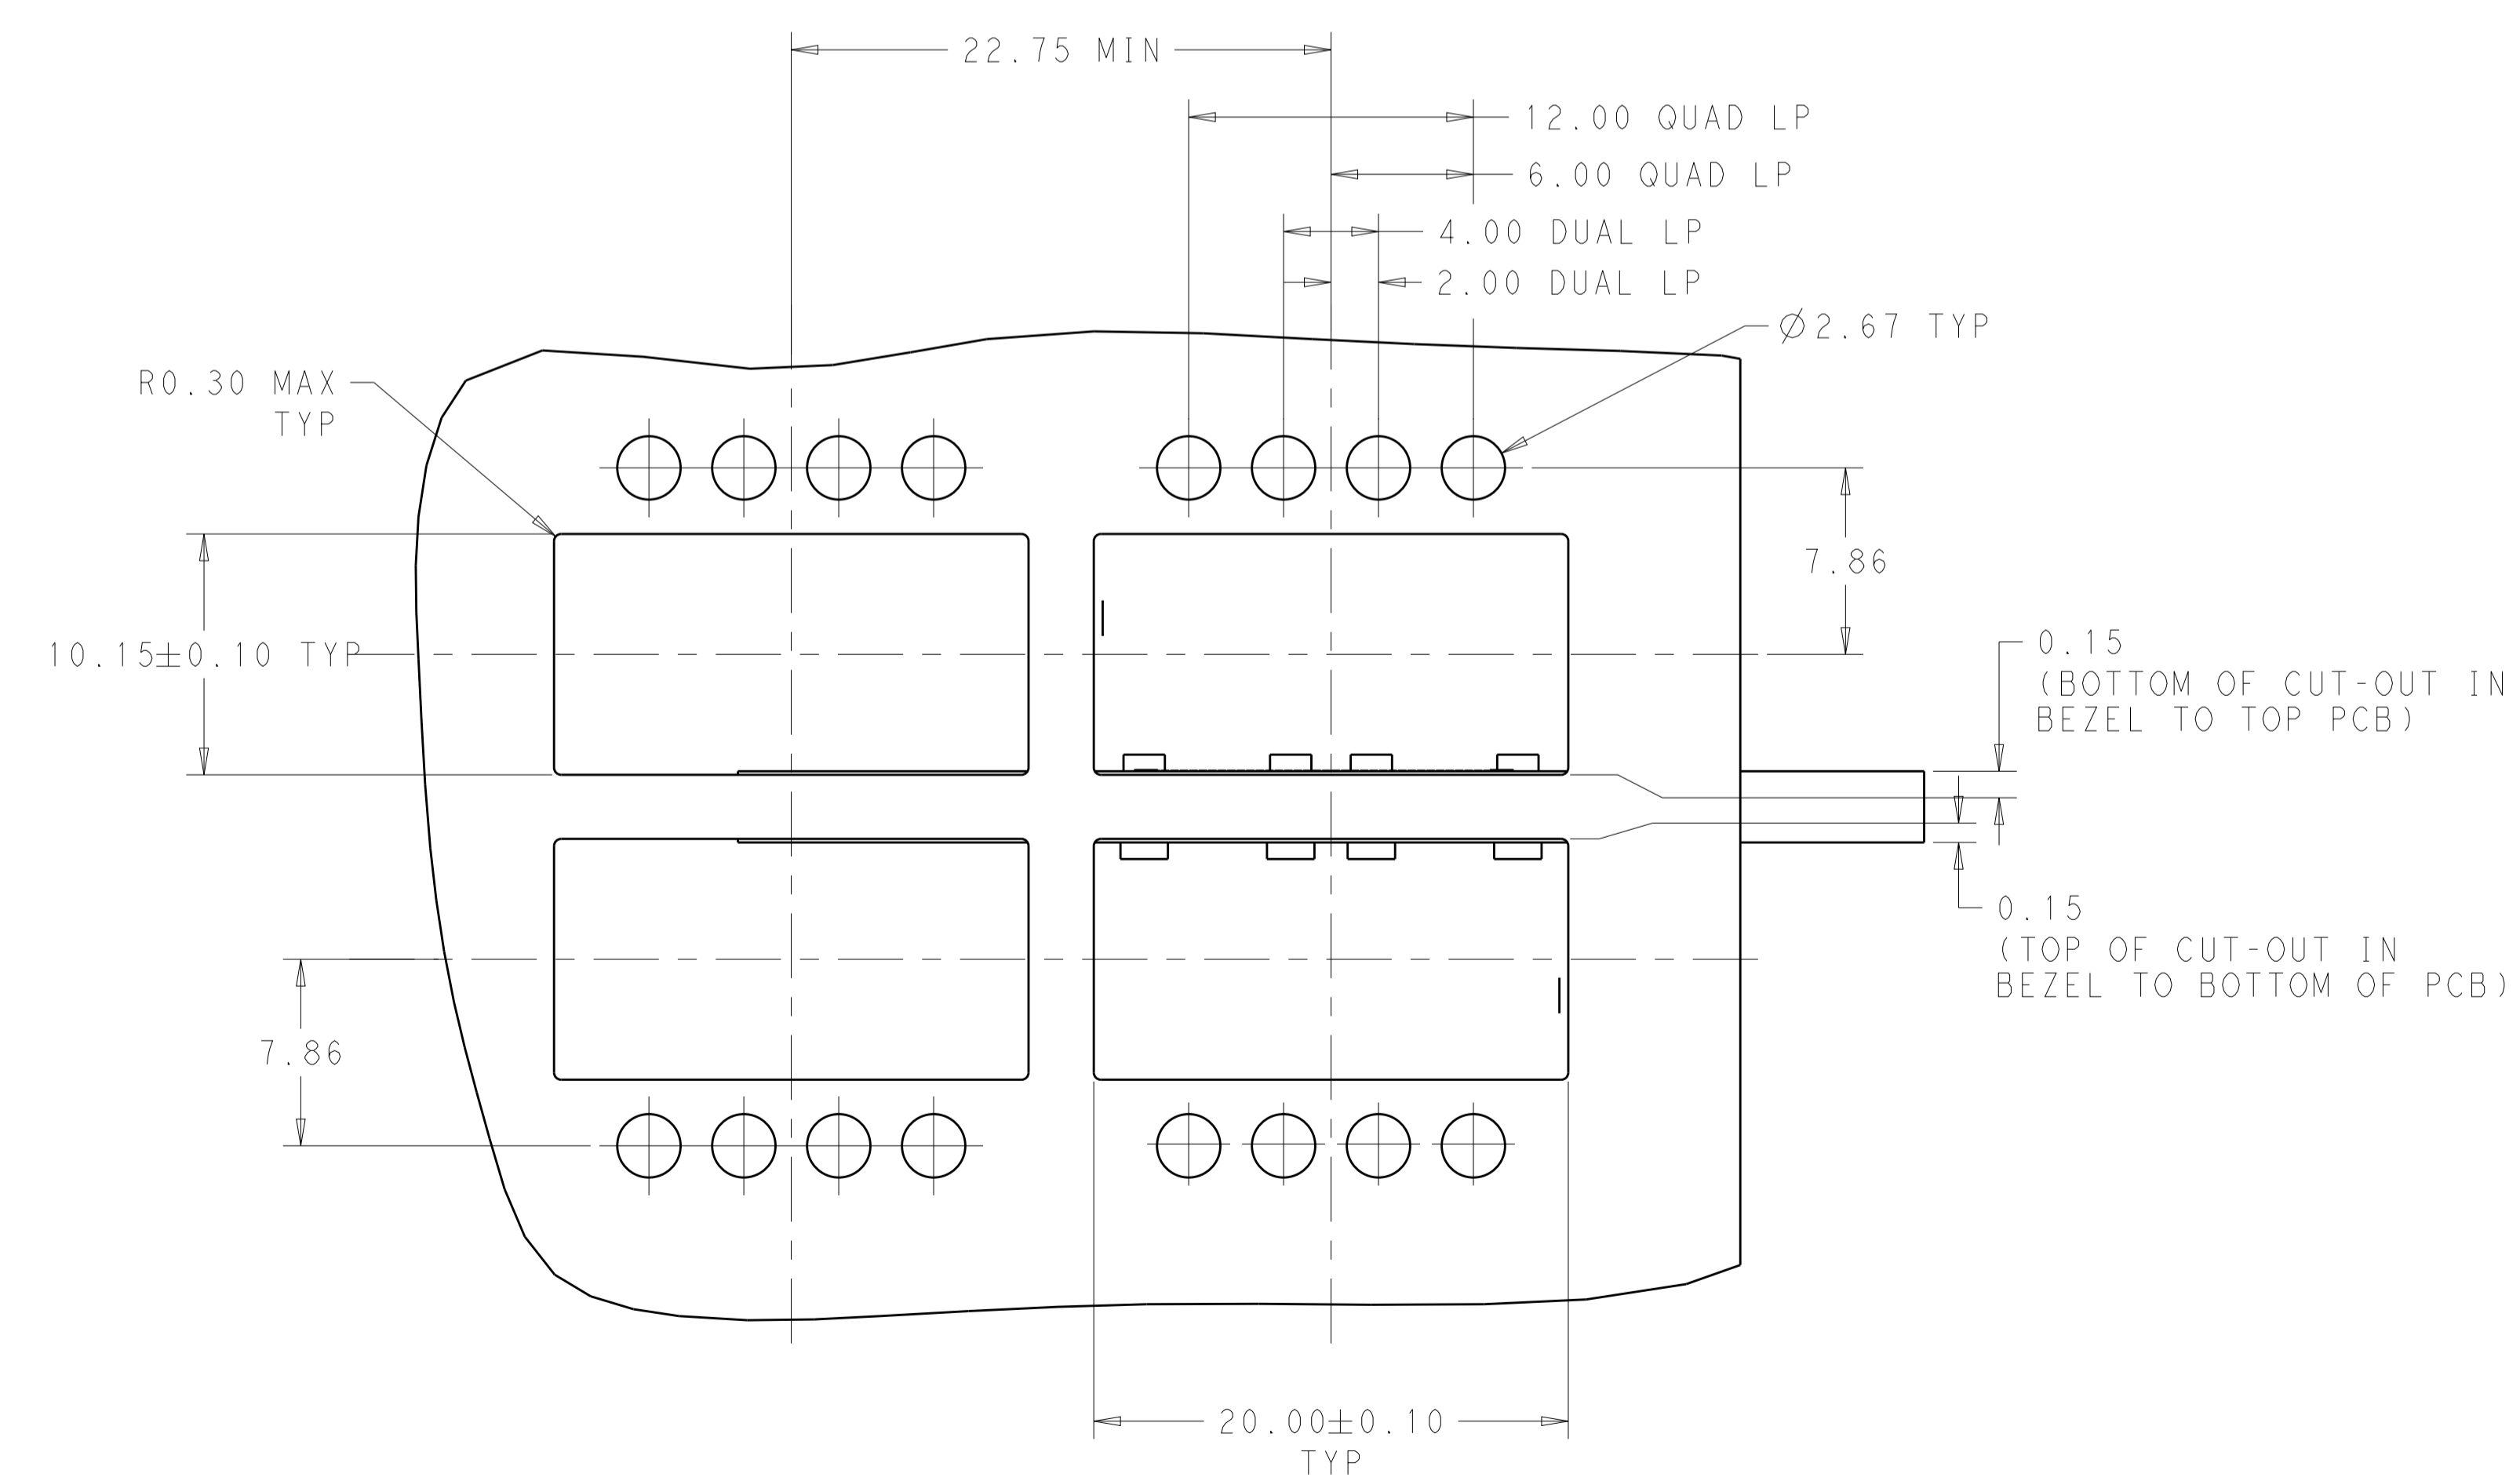 22.75 MIN
12.00 QUAD LP
6.00 QUAD LP
4.00 DUAL LP
2.00 DUAL LP
⌀2.67 TYP
R0.30 MAX
TYP
7.86
10.15±0.10 TYP
0.15
(BOTTOM OF CUT-OUT IN
BEZEL TO TOP PCB)
0.15
(TOP OF CUT-OUT IN
BEZEL TO BOTTOM OF PCB)
7.86
20.00±0.10
TYP